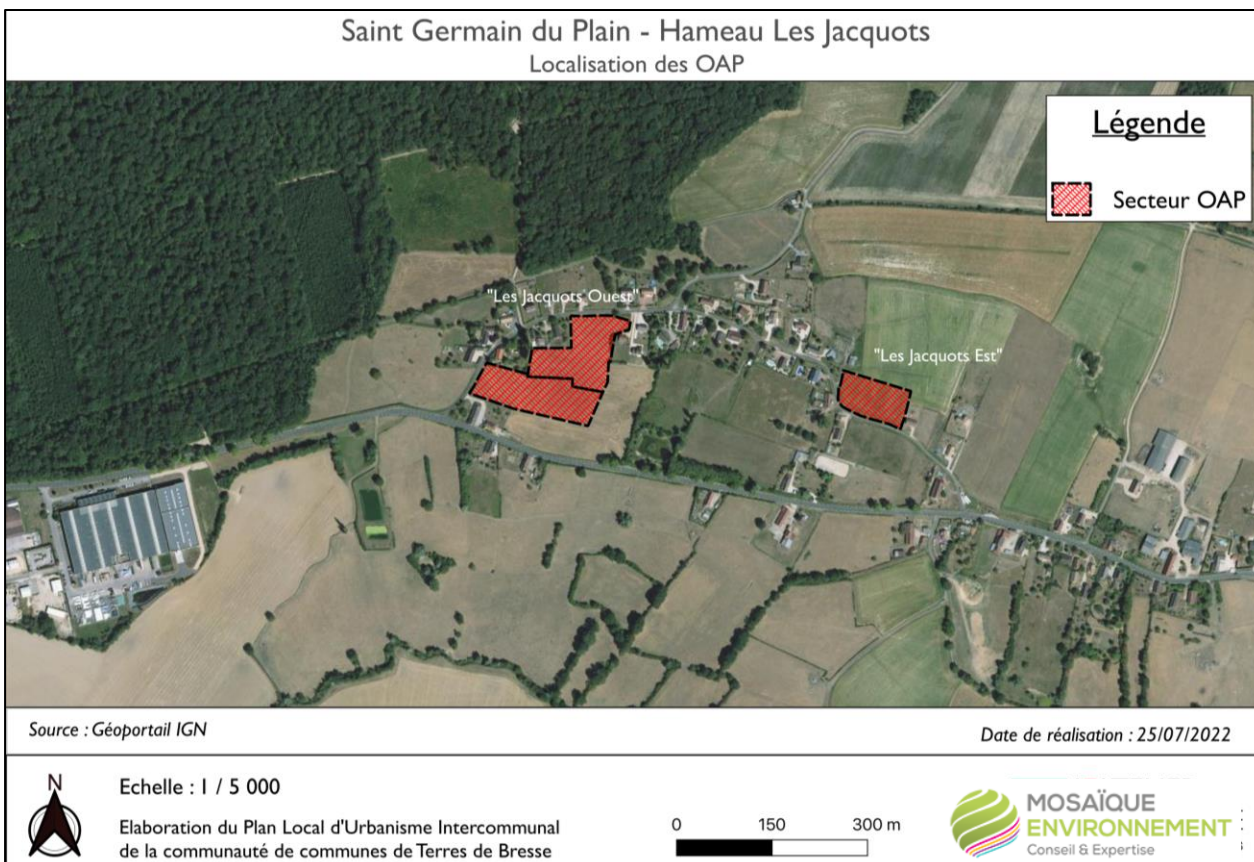 Saint Germain du Plain - Hameau Les Jacquots
Localisation des OAP
Légende
Secteur OAP
"Les Jacquots Ouest"
"Les Jacquots Est"
Source : Géoportail IGN
Date de réalisation : 25/07/2022
N
Echelle : 1 / 5 000
Elaboration du Plan Local d'Urbanisme Intercommunal
de la communauté de communes de Terres de Bresse
0 150 300 m
MOSAÏQUE
ENVIRONNEMENT
Conseil & Expertise